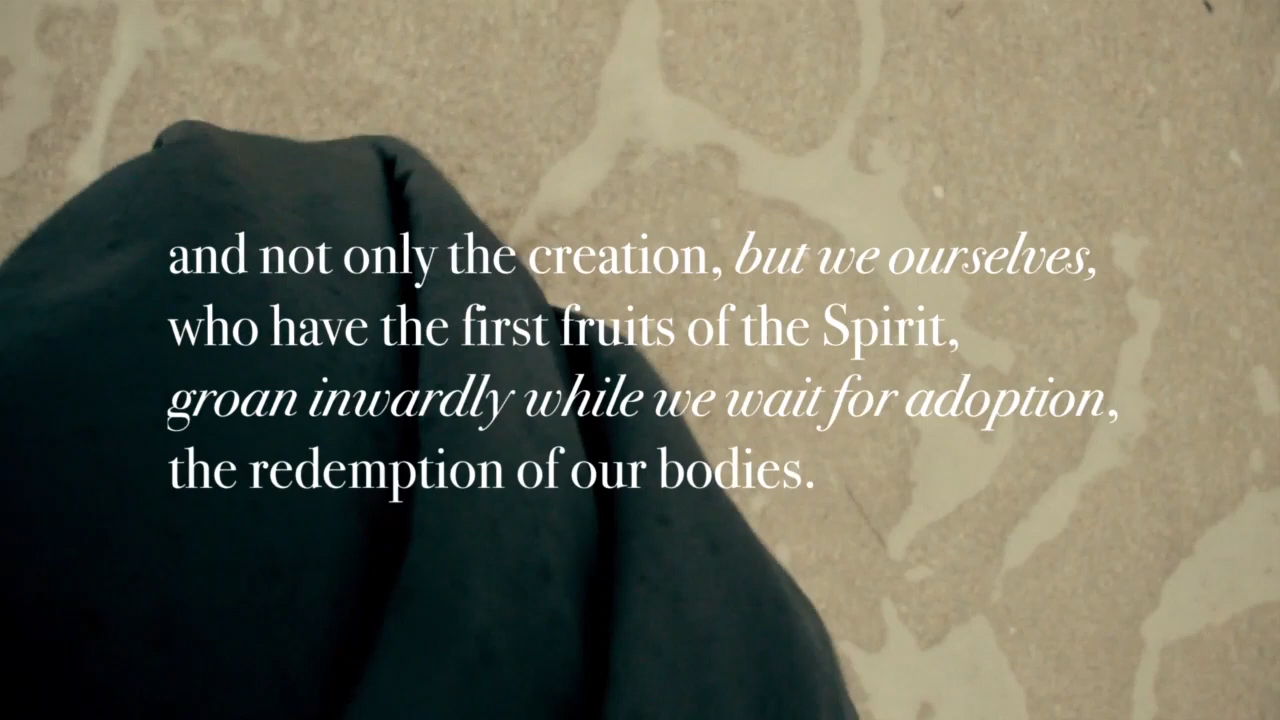 and not only the creation, but we ourselves,
who have the first fruits of the Spirit,
groan inwardly while we wait for adoption,
the redemption of our bodies.